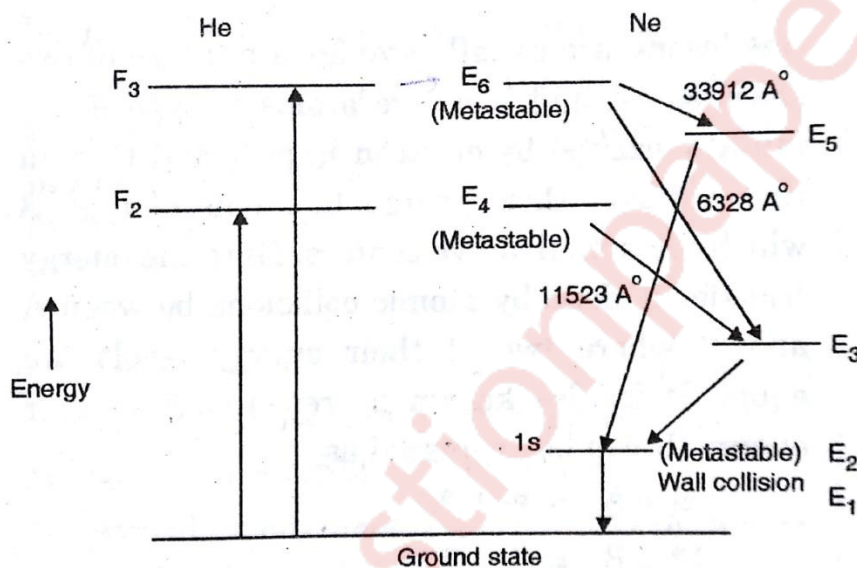 He
Ne
F3
E6
(Metastable)
33912 A°
E5
F2
E4
(Metastable)
6328 A°
11523 A°
E3
Energy
1s
(Metastable)
E2
Wall collision
E1
Ground state
stionpape